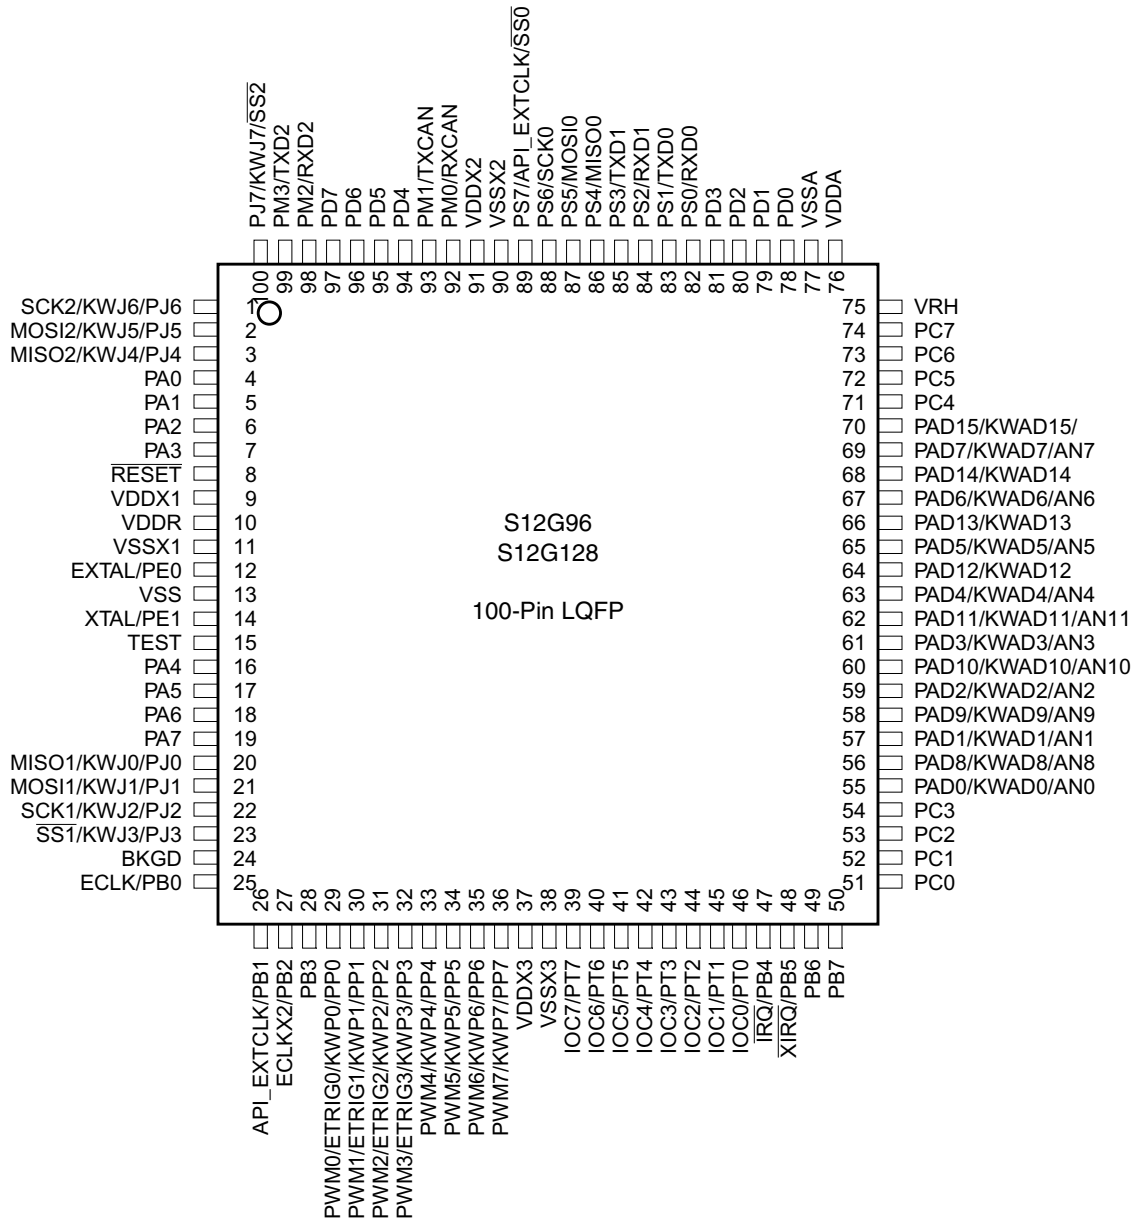 PJ7/KWJ7/SS2
PM3/TXD2
PM2/RXD2
PD7
PD6
PD5
PD4
PM1/TXCAN
PM0/RXCAN
VDDX2
VSSX2
PS7/API_EXTCLK/SS0
PS6/SCK0
PS5/MOSI0
PS4/MISO0
PS3/TXD1
PS2/RXD1
PS1/TXD0
PS0/RXD0
PD3
PD2
PD1
PD0
VSSA
VDDA
100
99
98
97
96
95
94
93
92
91
90
89
88
87
86
85
84
83
82
81
80
79
78
77
76
SCK2/KWJ6/PJ6 1
MOSI2/KWJ5/PJ5 2
MISO2/KWJ4/PJ4 3
PA0 4
PA1 5
PA2 6
PA3 7
RESET 8
VDDX1 9
VDDR 10
VSSX1 11
EXTAL/PE0 12
VSS 13
XTAL/PE1 14
TEST 15
PA4 16
PA5 17
PA6 18
PA7 19
MISO1/KWJ0/PJ0 20
MOSI1/KWJ1/PJ1 21
SCK1/KWJ2/PJ2 22
SS1/KWJ3/PJ3 23
BKGD 24
ECLK/PB0 25
S12G96
S12G128
100-Pin LQFP
75 VRH
74 PC7
73 PC6
72 PC5
71 PC4
70 PAD15/KWAD15/
69 PAD7/KWAD7/AN7
68 PAD14/KWAD14
67 PAD6/KWAD6/AN6
66 PAD13/KWAD13
65 PAD5/KWAD5/AN5
64 PAD12/KWAD12
63 PAD4/KWAD4/AN4
62 PAD11/KWAD11/AN11
61 PAD3/KWAD3/AN3
60 PAD10/KWAD10/AN10
59 PAD2/KWAD2/AN2
58 PAD9/KWAD9/AN9
57 PAD1/KWAD1/AN1
56 PAD8/KWAD8/AN8
55 PAD0/KWAD0/AN0
54 PC3
53 PC2
52 PC1
51 PC0
26
27
28
29
30
31
32
33
34
35
36
37
38
39
40
41
42
43
44
45
46
47
48
49
50
API_EXTCLK/PB1
ECLKX2/PB2
PB3
PWM0/ETRIG0/KWP0/PP0
PWM1/ETRIG1/KWP1/PP1
PWM2/ETRIG2/KWP2/PP2
PWM3/ETRIG3/KWP3/PP3
PWM4/KWP4/PP4
PWM5/KWP5/PP5
PWM6/KWP6/PP6
PWM7/KWP7/PP7
VDDX3
VSSX3
IOC7/PT7
IOC6/PT6
IOC5/PT5
IOC4/PT4
IOC3/PT3
IOC2/PT2
IOC1/PT1
IOC0/PT0
IRQ/PB4
XIRQ/PB5
PB6
PB7